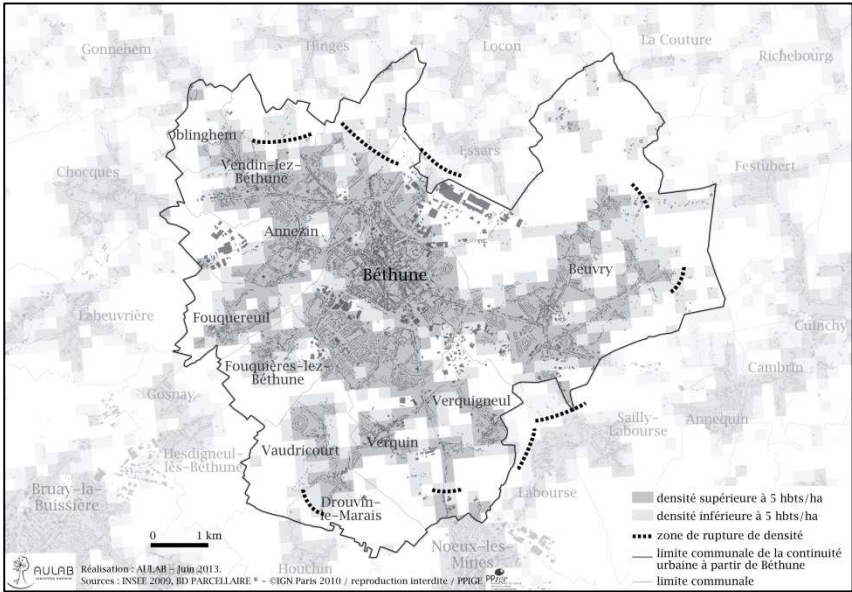 Gonnehem
Hinges
Locon
La Couture
Richebourg
Oblinghem
Essars
Chocques
Vendin-lez-
Béthune
Festubert
Annezin
Béthune
Beuvry
Labeuvrière
Fouquereuil
Cuinchy
Fouquières-lez-
Béthune
Cambrin
Gosnay
Verquigneul
Sailly-
Labourse
Annequin
Hesdigneul-
lès-Béthune
Vaudricourt
Verquin
Bruay-la-
Buissière
Drouvin-
le-Marais
Labourse
Noeux-les-
Mines
Houchin
0 1 km
densité supérieure à 5 hbts/ha
densité inférieure à 5 hbts/ha
zone de rupture de densité
limite communale de la continuité
urbaine à partir de Béthune
limite communale
AULAB
Réalisation : AULAB - Juin 2013.
Sources : INSEE 2009, BD PARCELLAIRE ® - ©IGN Paris 2010 / reproduction interdite / PPIGE
PPIGE